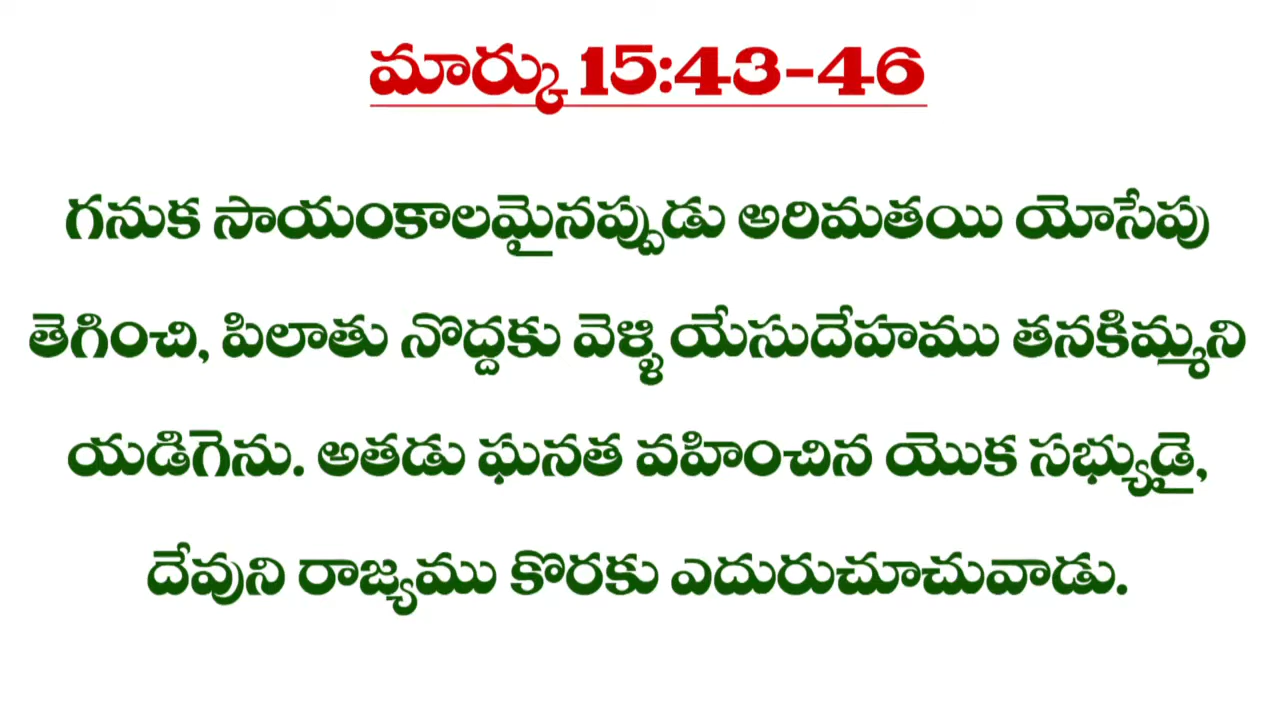 మార్కు 15:43-46
గనుక సాయంకాలమైనప్పుడు అరిమతయి యోసేపు
తెగించి, పిలాతు నొద్దకు వెళ్ళి యేసుదేహము తనకిమ్మని
యడిగెను. అతడు ఘనత వహించిన యొక సభ్యుడై,
దేవుని రాజ్యము కొరకు ఎదురుచూచువాడు.